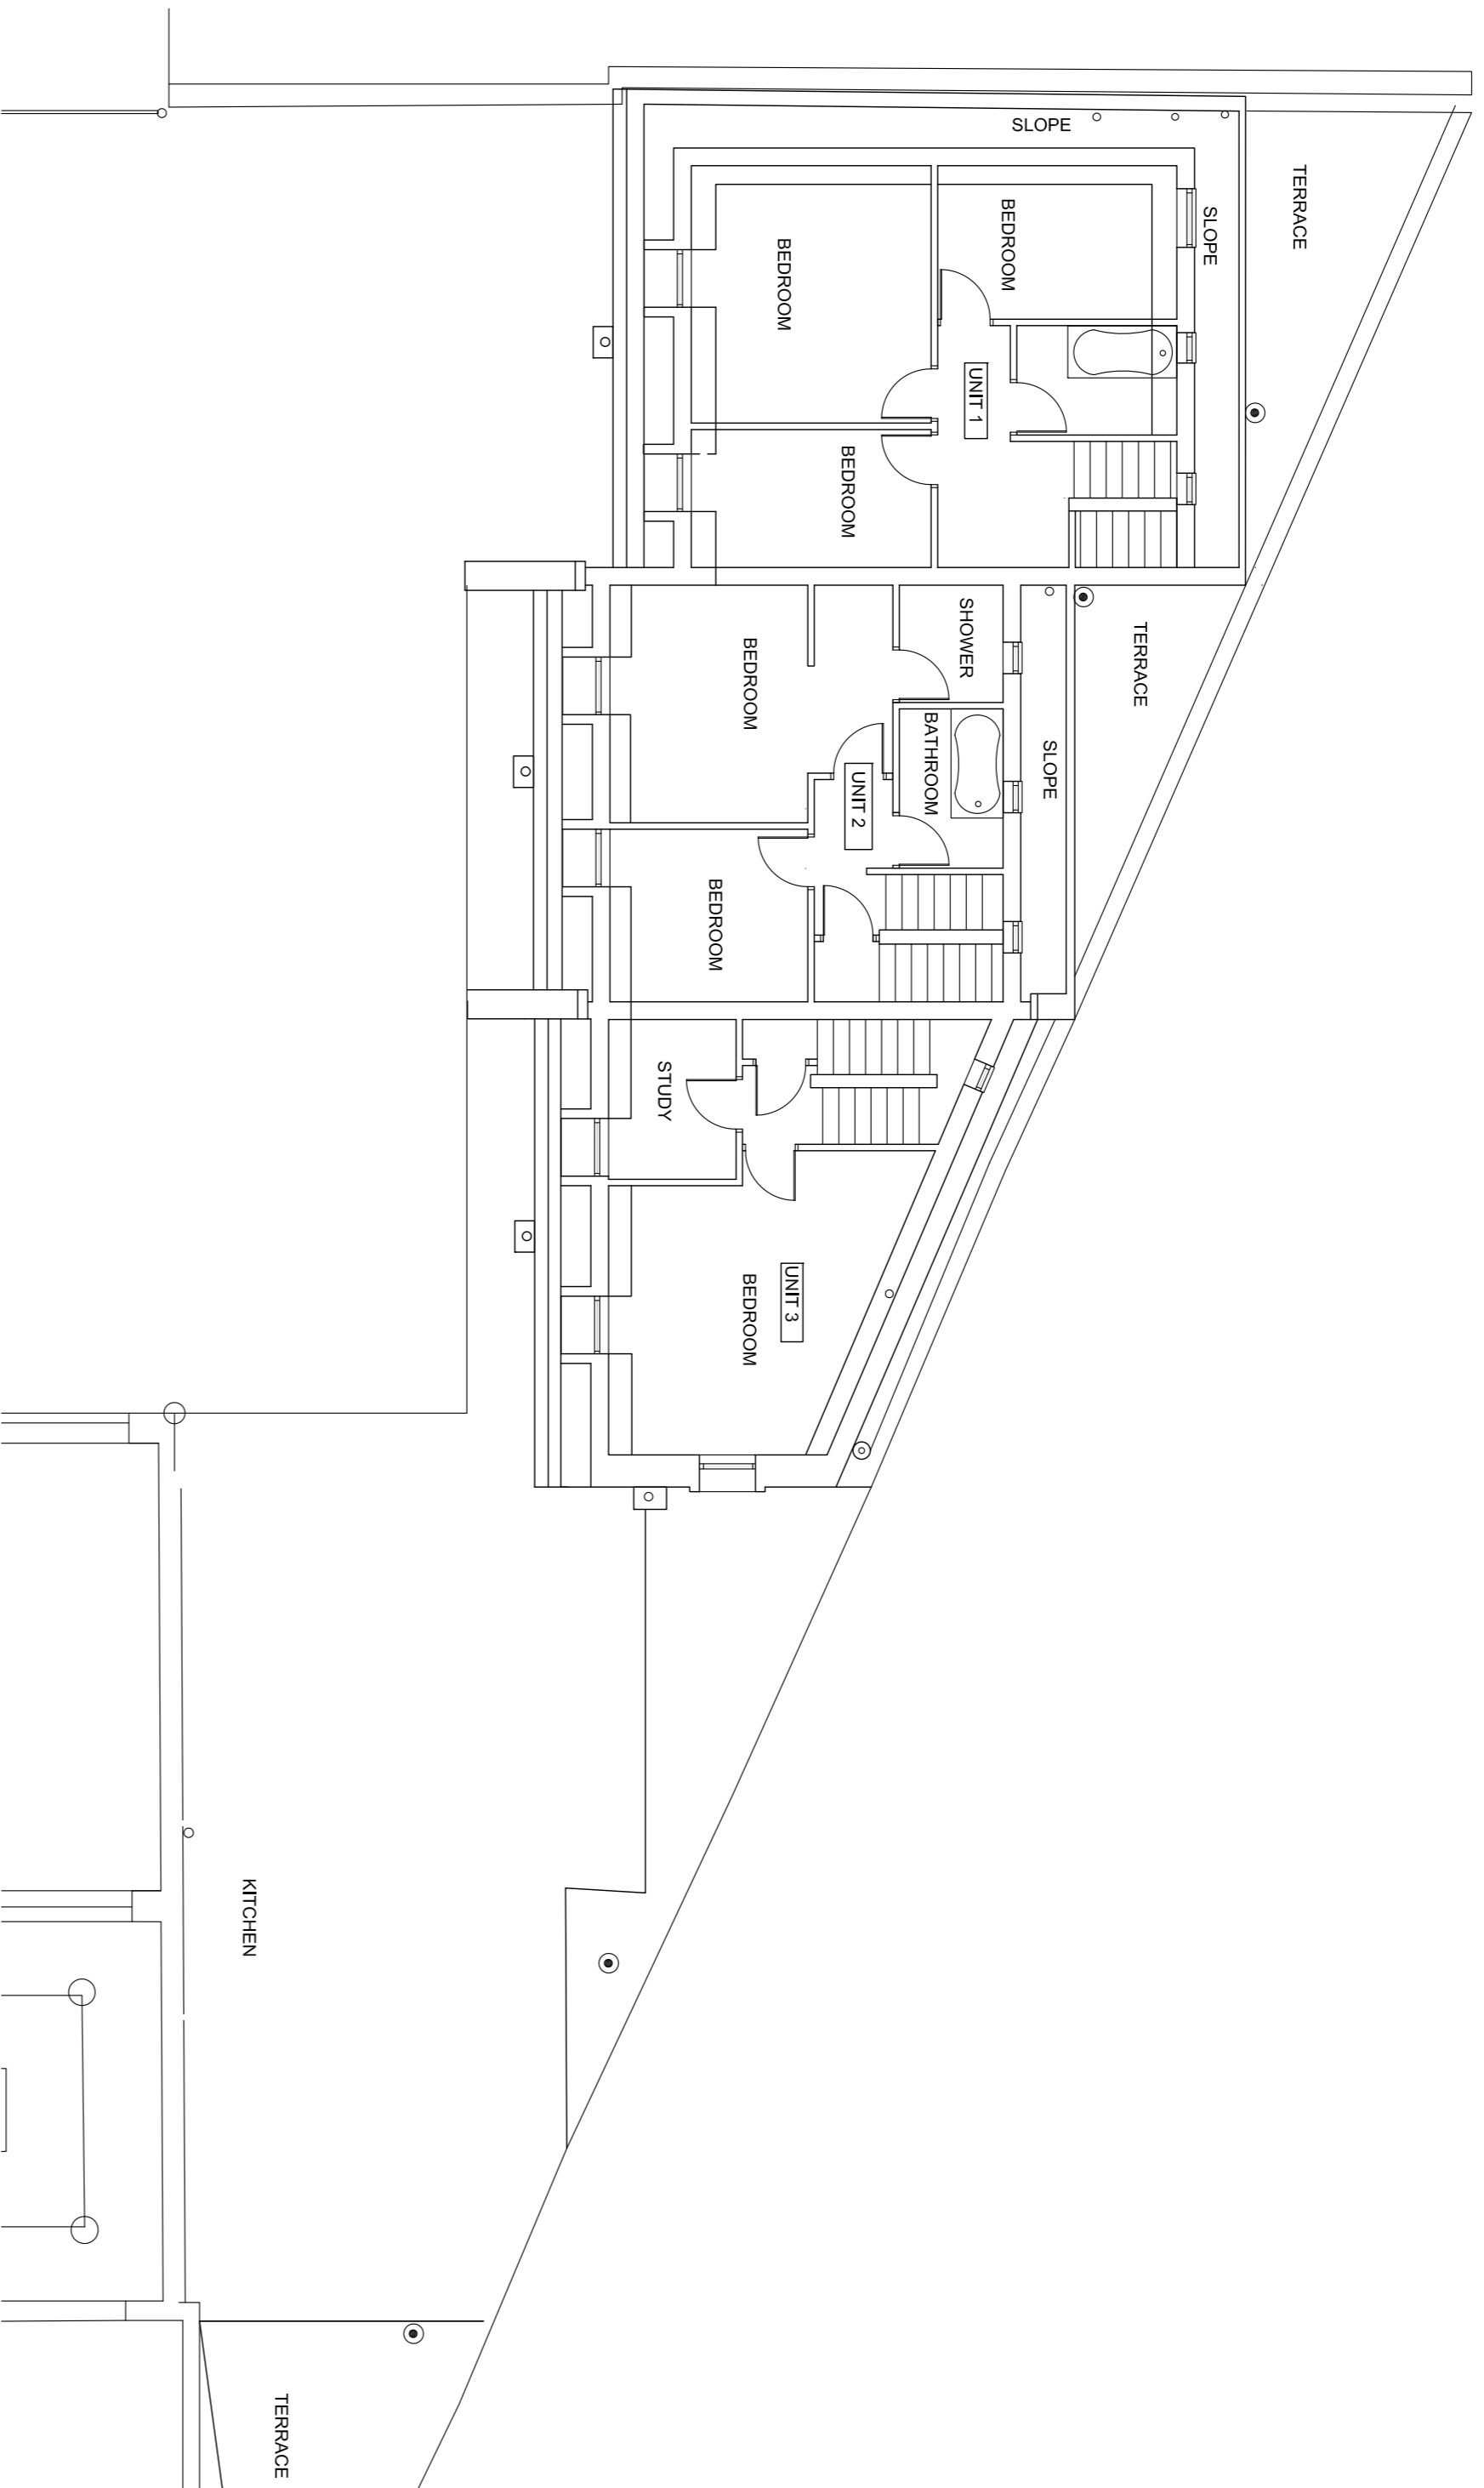 SLOPE
TERRACE
SLOPE
BEDROOM
BEDROOM
UNIT 1
BEDROOM
TERRACE
SHOWER
BEDROOM
BATHROOM
SLOPE
UNIT 2
BEDROOM
STUDY
UNIT 3
BEDROOM
KITCHEN
TERRACE